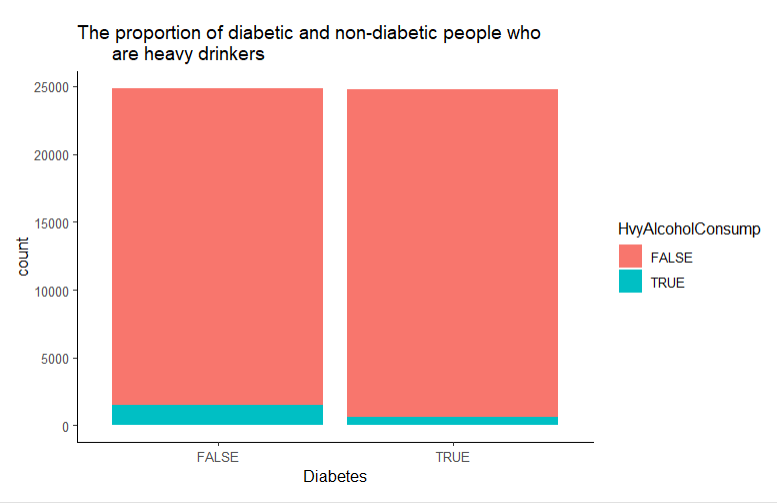 The proportion of diabetic and non-diabetic people who
are heavy drinkers
25000
20000
15000
10000
5000
0
count
FALSE
TRUE
Diabetes
HvyAlcoholConsump
FALSE
TRUE